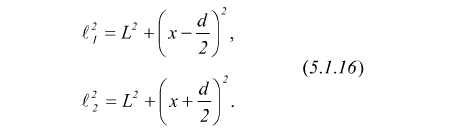 ℓ₁² = L² + (x − d/2)²,
(5.1.16)
ℓ₂² = L² + (x + d/2)².